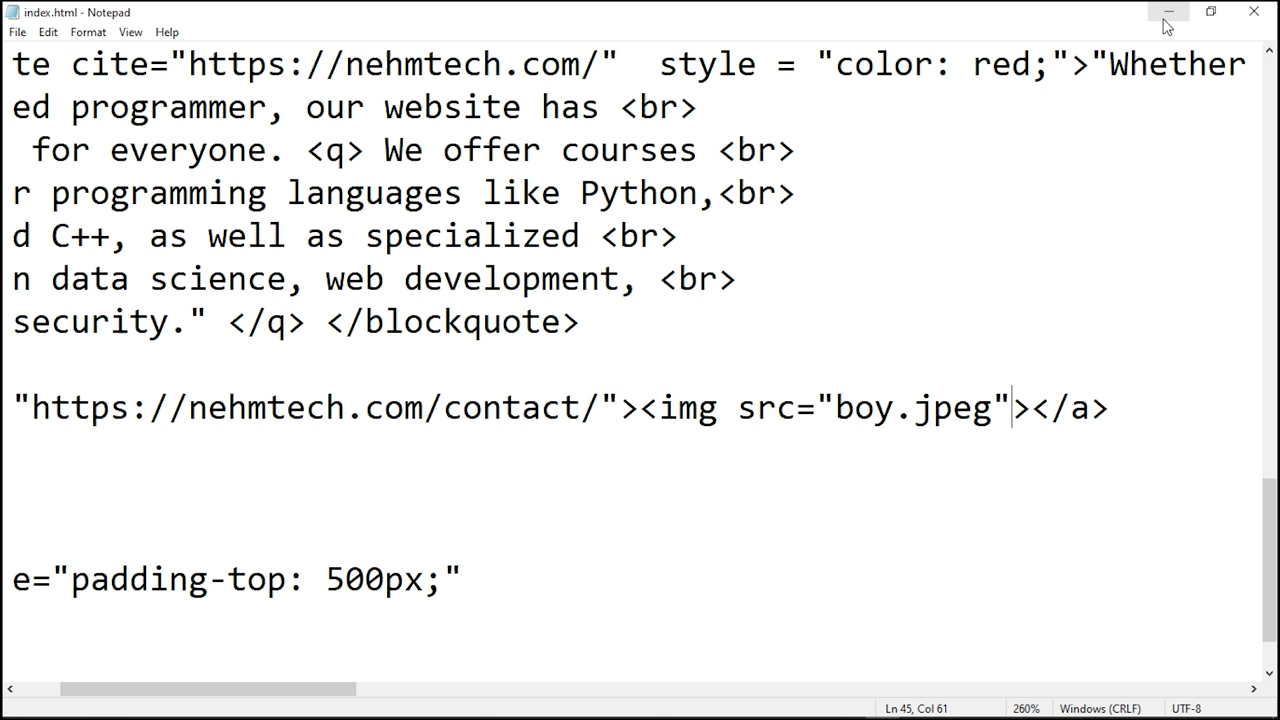 index.html - Notepad
File Edit Format View Help
te cite="https://nehmtech.com/"  style = "color: red;">"Whether
ed programmer, our website has <br>
 for everyone. <q> We offer courses <br>
r programming languages like Python,<br>
d C++, as well as specialized <br>
n data science, web development, <br>
security." </q> </blockquote>
"https://nehmtech.com/contact/"><img src="boy.jpeg"></a>
e="padding-top: 500px;"
Ln 45, Col 61 260% Windows (CRLF) UTF-8